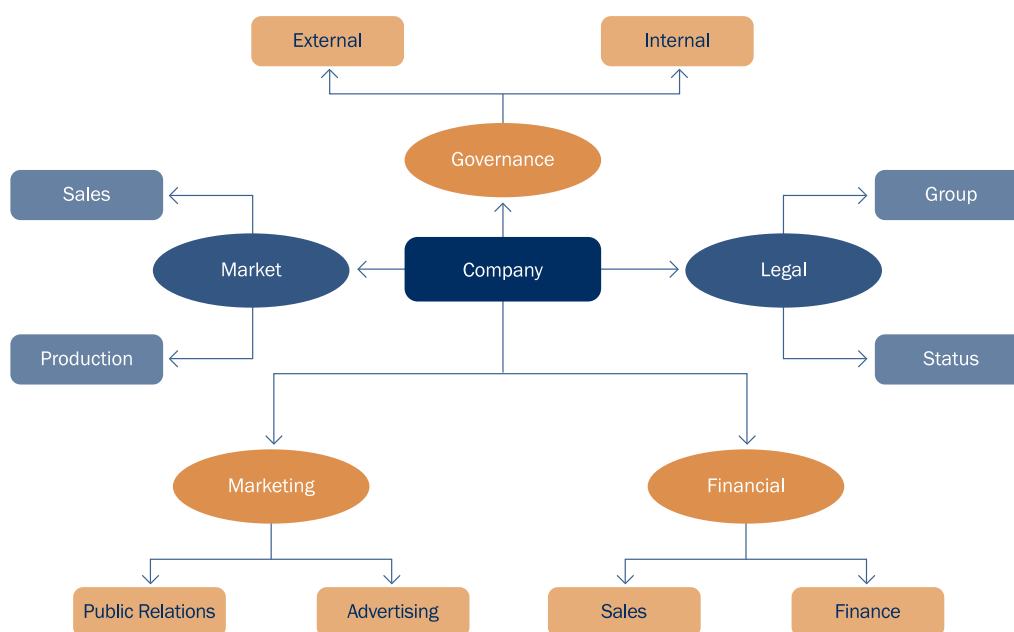 External
Internal
Governance
Sales
Group
Market
Company
Legal
Production
Status
Marketing
Financial
Public Relations
Advertising
Sales
Finance